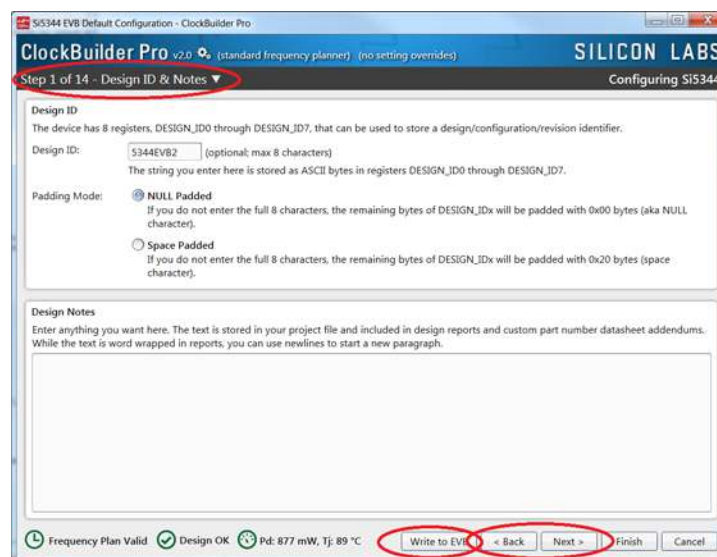 Si5344 EVB Default Configuration - ClockBuilder Pro
ClockBuilder Pro v2.0 (standard frequency planner) (no setting overrides) SILICON LABS
Step 1 of 14 - Design ID & Notes ▼ Configuring Si5344
Design ID
The device has 8 registers, DESIGN_ID0 through DESIGN_ID7, that can be used to store a design/configuration/revision identifier.
Design ID: 5344EVB2 (optional; max 8 characters)
The string you enter here is stored as ASCII bytes in registers DESIGN_ID0 through DESIGN_ID7.
Padding Mode: NULL Padded
If you do not enter the full 8 characters, the remaining bytes of DESIGN_IDx will be padded with 0x00 bytes (aka NULL
character).
Space Padded
If you do not enter the full 8 characters, the remaining bytes of DESIGN_IDx will be padded with 0x20 bytes (space
character).
Design Notes
Enter anything you want here. The text is stored in your project file and included in design reports and custom part number datasheet addendums.
While the text is word wrapped in reports, you can use newlines to start a new paragraph.
Frequency Plan Valid Design OK Pd: 877 mW, Tj: 89 °C Write to EVB < Back Next > Finish Cancel